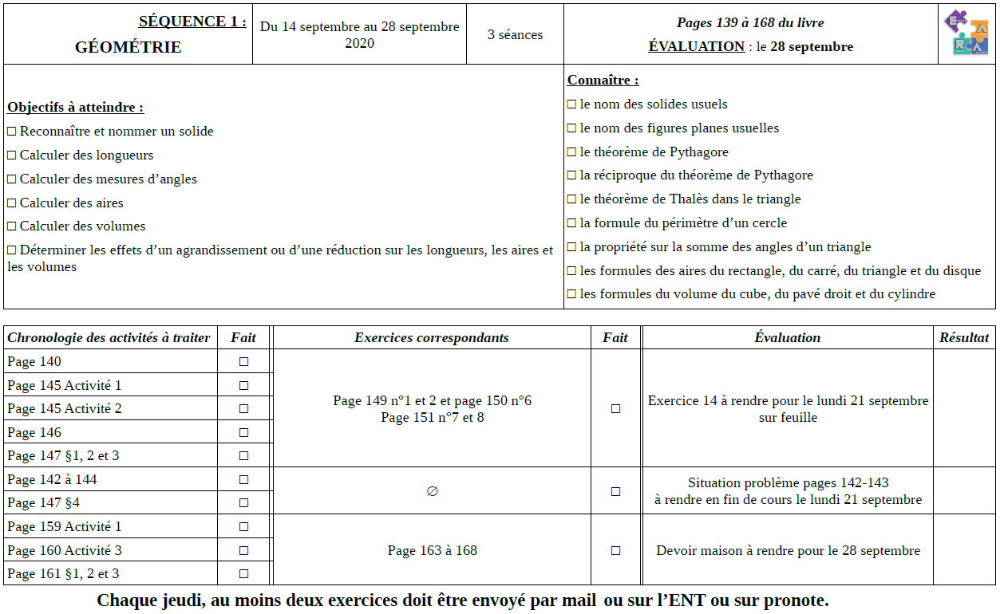 SÉQUENCE 1 :
GÉOMÉTRIE
Du 14 septembre au 28 septembre
2020
3 séances
Pages 139 à 168 du livre
ÉVALUATION : le 28 septembre
Objectifs à atteindre :
☐ Reconnaître et nommer un solide
☐ Calculer des longueurs
☐ Calculer des mesures d’angles
☐ Calculer des aires
☐ Calculer des volumes
☐ Déterminer les effets d’un agrandissement ou d’une réduction sur les longueurs, les aires et
les volumes
Connaître :
☐ le nom des solides usuels
☐ le nom des figures planes usuelles
☐ le théorème de Pythagore
☐ la réciproque du théorème de Pythagore
☐ le théorème de Thalès dans le triangle
☐ la formule du périmètre d’un cercle
☐ la propriété sur la somme des angles d’un triangle
☐ les formules des aires du rectangle, du carré, du triangle et du disque
☐ les formules du volume du cube, du pavé droit et du cylindre
Chronologie des activités à traiter Fait Exercices correspondants Fait Évaluation Résultat
Page 140 ☐
Page 145 Activité 1 ☐
Page 145 Activité 2 ☐
Page 146 ☐
Page 147 §1, 2 et 3 ☐
Page 149 n°1 et 2 et page 150 n°6
Page 151 n°7 et 8
☐
Exercice 14 à rendre pour le lundi 21 septembre
sur feuille
Page 142 à 144 ☐
Page 147 §4 ☐
∅
☐
Situation problème pages 142-143
à rendre en fin de cours le lundi 21 septembre
Page 159 Activité 1 ☐
Page 160 Activité 3 ☐
Page 161 §1, 2 et 3 ☐
Page 163 à 168
☐
Devoir maison à rendre pour le 28 septembre
Chaque jeudi, au moins deux exercices doit être envoyé par mail ou sur l’ENT ou sur pronote.